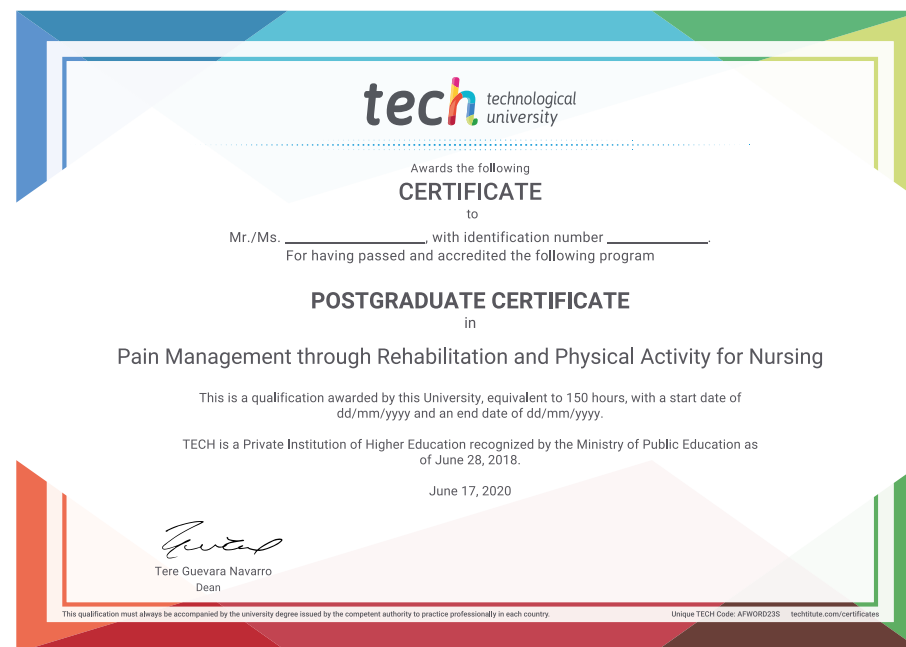 tech technological
university
Awards the following
CERTIFICATE
to
Mr./Ms. ____________________, with identification number ______________.
For having passed and accredited the following program
POSTGRADUATE CERTIFICATE
in
Pain Management through Rehabilitation and Physical Activity for Nursing
This is a qualification awarded by this University, equivalent to 150 hours, with a start date of
dd/mm/yyyy and an end date of dd/mm/yyyy.
TECH is a Private Institution of Higher Education recognized by the Ministry of Public Education as
of June 28, 2018.
June 17, 2020
Tere Guevara Navarro
Dean
This qualification must always be accompanied by the university degree issued by the competent authority to practice professionally in each country.
Unique TECH Code: AFWORD23S techtitute.com/certificates